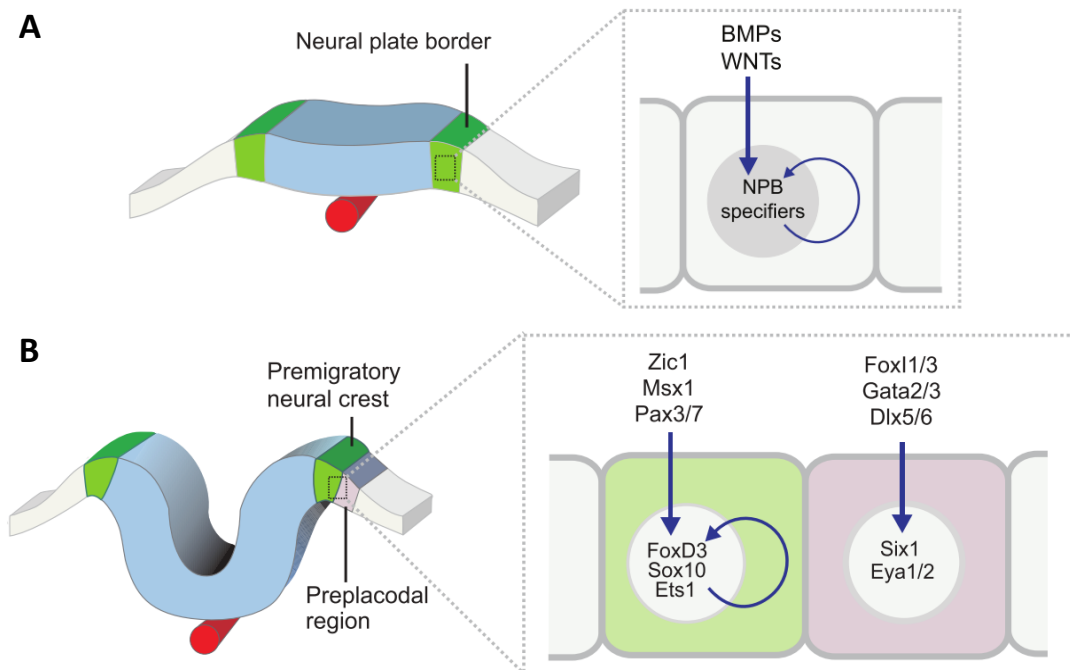 A
Neural plate border
BMPs
WNTs
NPB
specifiers
B
Premigratory
neural crest
Preplacodal
region
Zic1
Msx1
Pax3/7
FoxI1/3
Gata2/3
Dlx5/6
FoxD3
Sox10
Ets1
Six1
Eya1/2